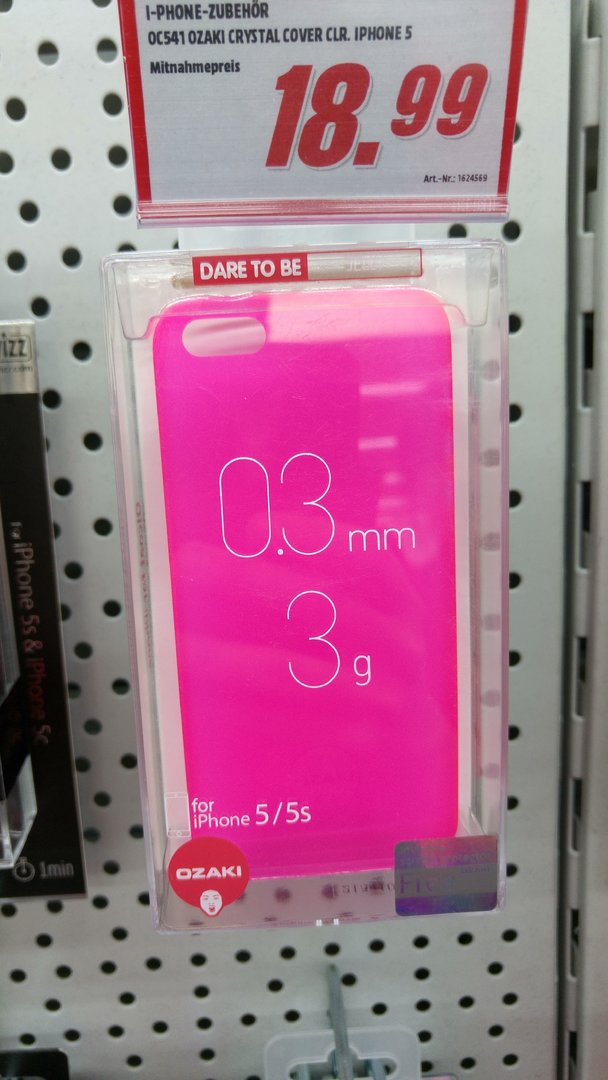 I-PHONE-ZUBEHÖR
OC541 OZAKI CRYSTAL COVER CLR. IPHONE 5
Mitnahmepreis
18.99
Art.-Nr.: 1624569
DARE TO BE
0.3 mm
3 g
for
iPhone 5/5s
OZAKI
izz
iPhone 5s & iPhone 5c
1min